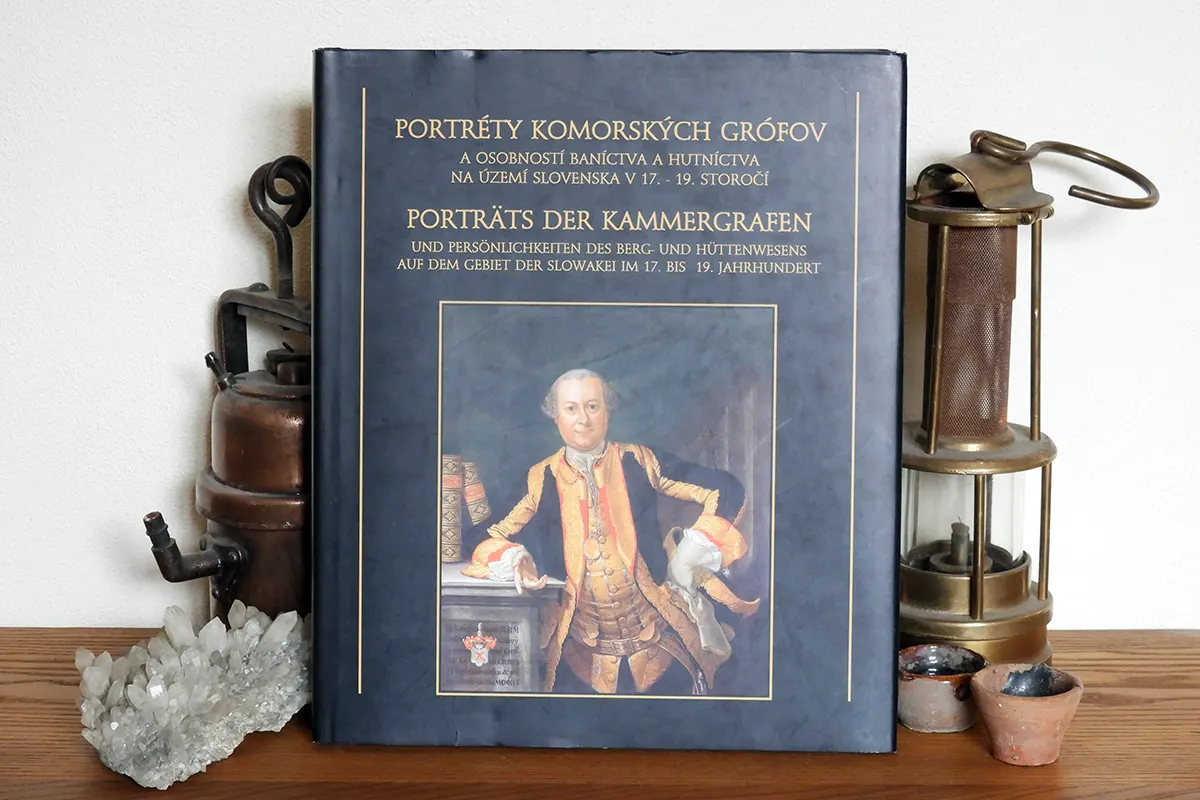 PORTRÉTY KOMORSKÝCH GRÓFOV
A OSOBNOSTÍ BANÍCTVA A HUTNÍCTVA
NA ÚZEMÍ SLOVENSKA V 17. - 19. STOROČÍ
PORTRÄTS DER KAMMERGRAFEN
UND PERSÖNLICHKEITEN DES BERG- UND HÜTTENWESENS
AUF DEM GEBIET DER SLOWAKEI IM 17. BIS 19. JAHRHUNDERT